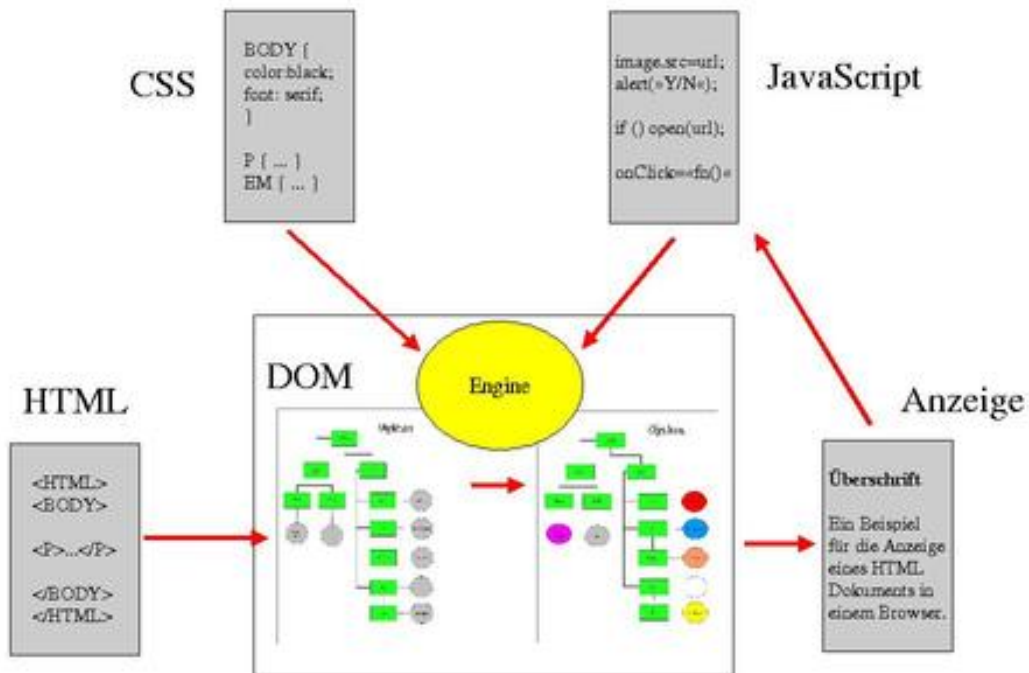 CSS
BODY {
color:black;
font: serif;
}
P { ... }
EM { ... }
image.src=url;
alert(»Y/N«);
if () open(url);
onClick=»fn()«
JavaScript
DOM
Engine
HTML
<HTML>
<BODY>
<P>...</P>
</BODY>
</HTML>
Anzeige
Überschrift
Ein Beispiel
für die Anzeige
eines HTML
Dokuments in
einem Browser.